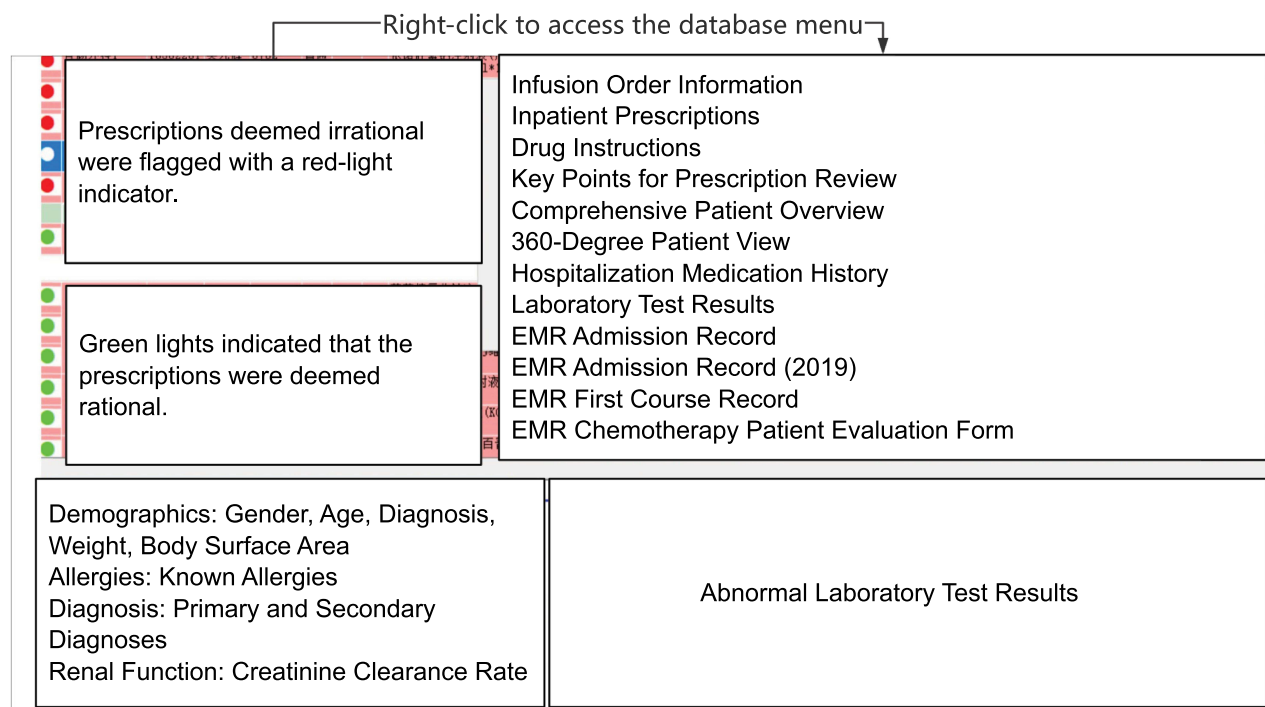 Right-click to access the database menu
Prescriptions deemed irrational
were flagged with a red-light
indicator.
Green lights indicated that the
prescriptions were deemed
rational.
Infusion Order Information
Inpatient Prescriptions
Drug Instructions
Key Points for Prescription Review
Comprehensive Patient Overview
360-Degree Patient View
Hospitalization Medication History
Laboratory Test Results
EMR Admission Record
EMR Admission Record (2019)
EMR First Course Record
EMR Chemotherapy Patient Evaluation Form
Demographics: Gender, Age, Diagnosis,
Weight, Body Surface Area
Allergies: Known Allergies
Diagnosis: Primary and Secondary
Diagnoses
Renal Function: Creatinine Clearance Rate
Abnormal Laboratory Test Results